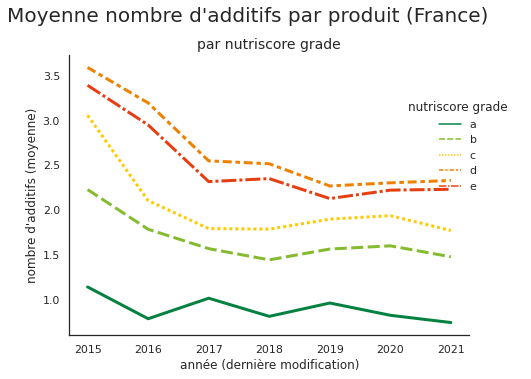 Moyenne nombre d'additifs par produit (France)
par nutriscore grade
nombre d'additifs (moyenne)
3.5
3.0
2.5
2.0
1.5
1.0
nutriscore grade
a
b
c
d
e
2015 2016 2017 2018 2019 2020 2021
année (dernière modification)